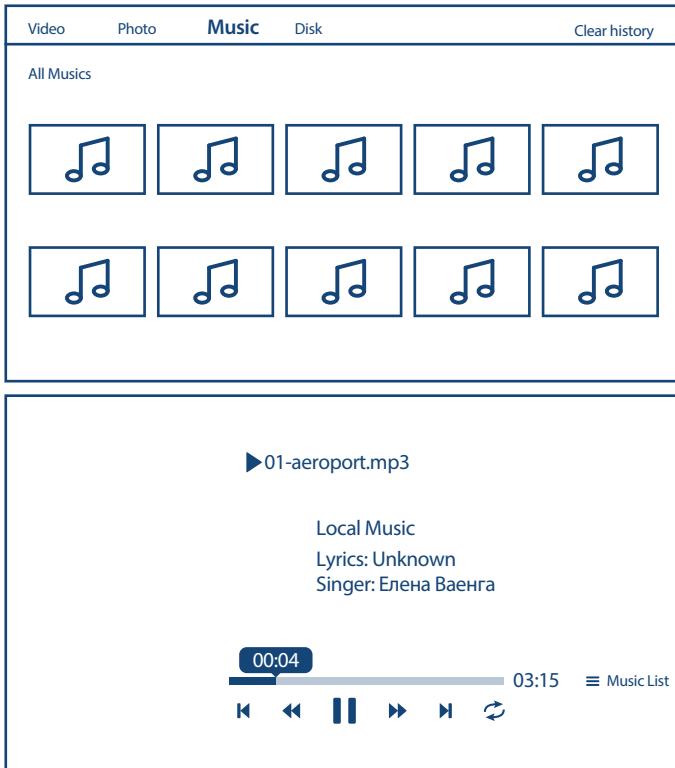 Video Photo Music Disk Clear history
All Musics
01-aeroport.mp3
Local Music
Lyrics: Unknown
Singer: Елена Ваенга
00:04
03:15 Music List